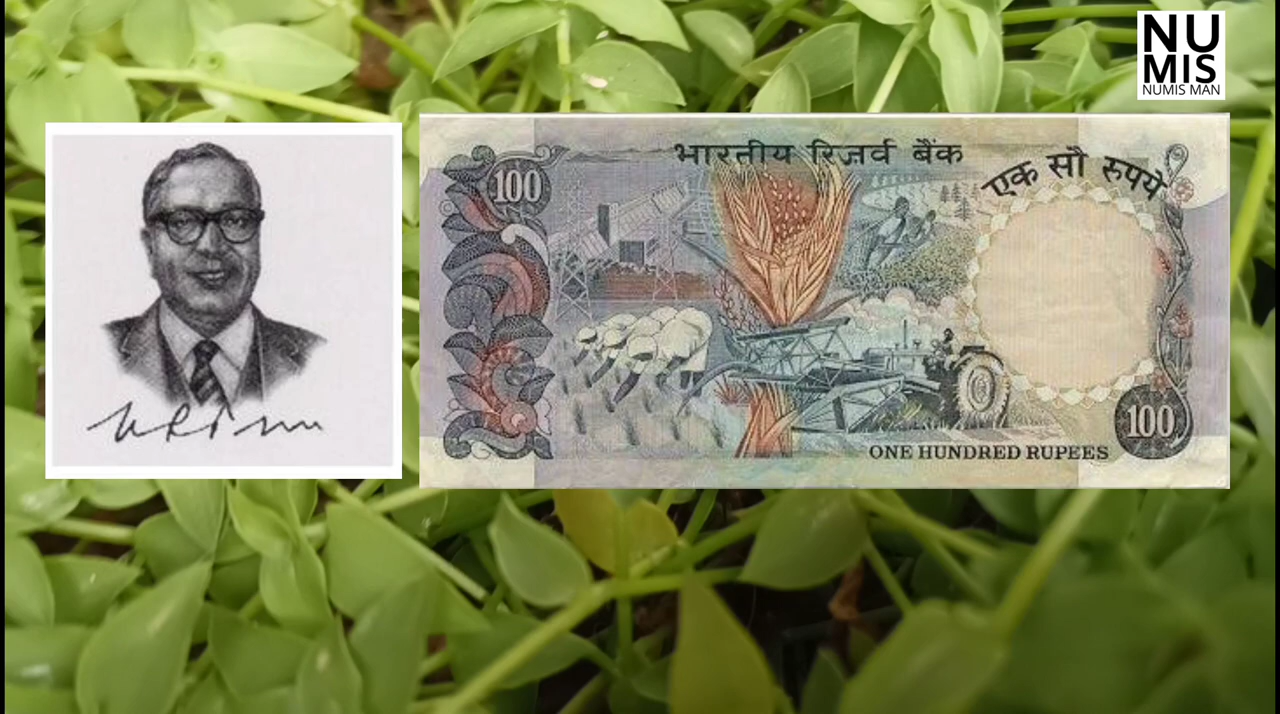 NU
MIS
NUMIS MAN
भारतीय रिज़र्व बैंक
एक सौ रुपये
100
100
ONE HUNDRED RUPEES